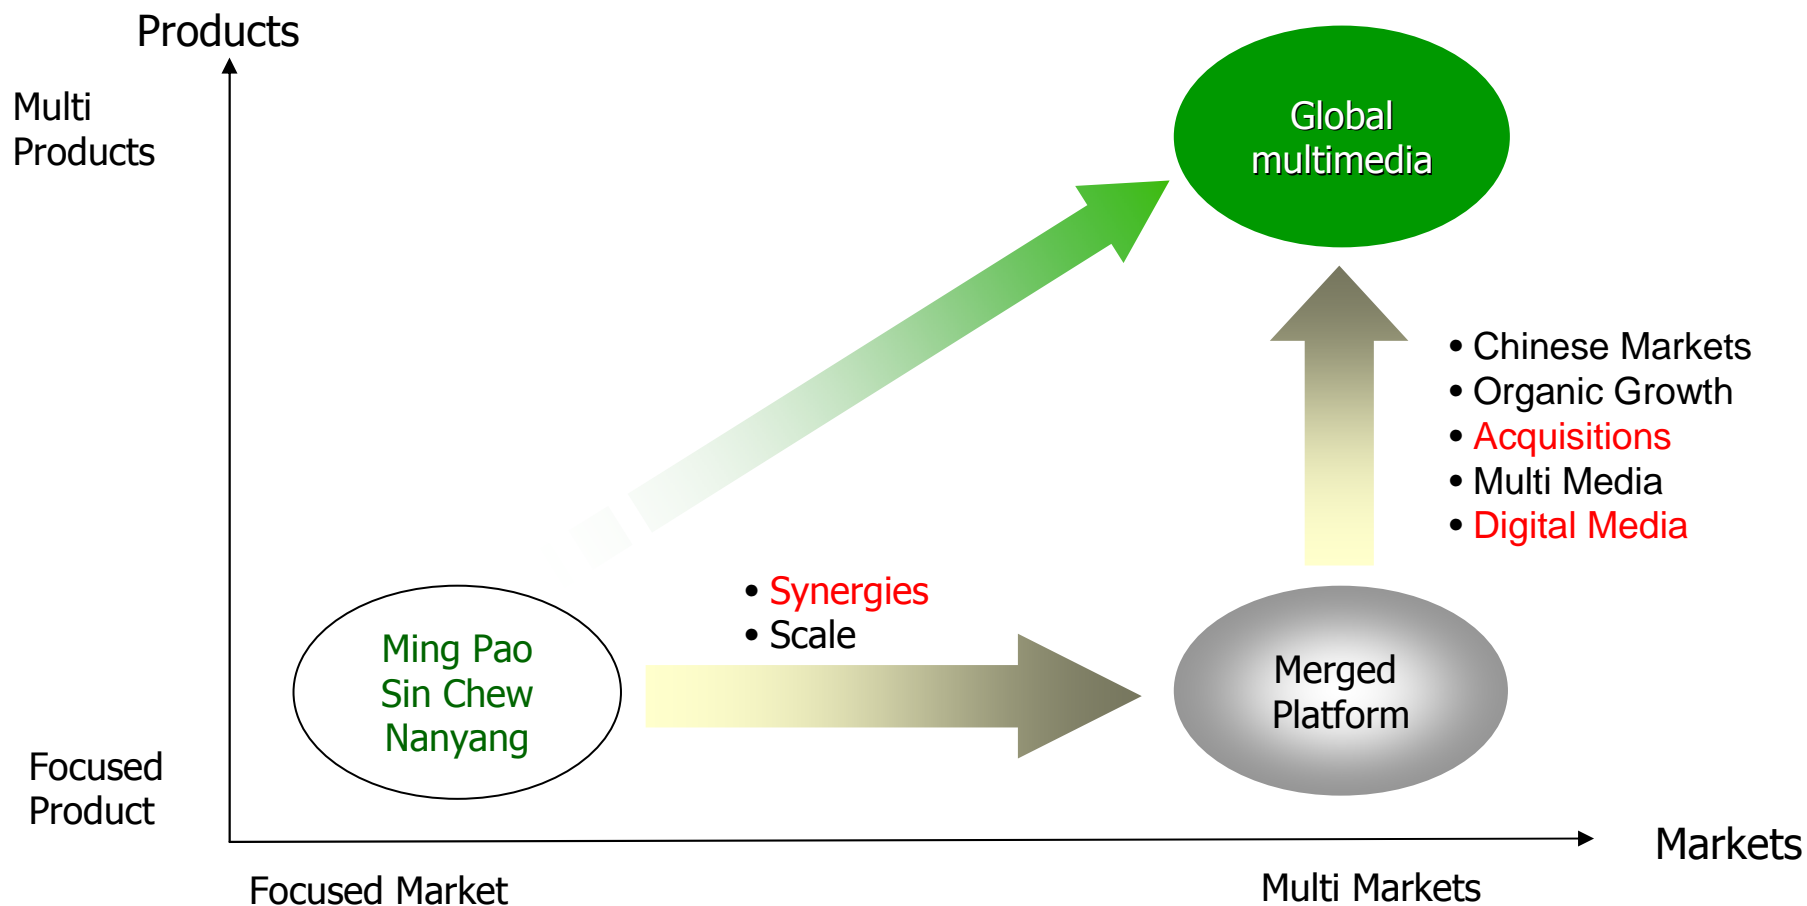 Products
Multi
Products
Global
multimedia
• Chinese Markets
• Organic Growth
• Acquisitions
• Multi Media
• Digital Media
• Synergies
• Scale
Ming Pao
Sin Chew
Nanyang
Merged
Platform
Focused
Product
Markets
Focused Market
Multi Markets